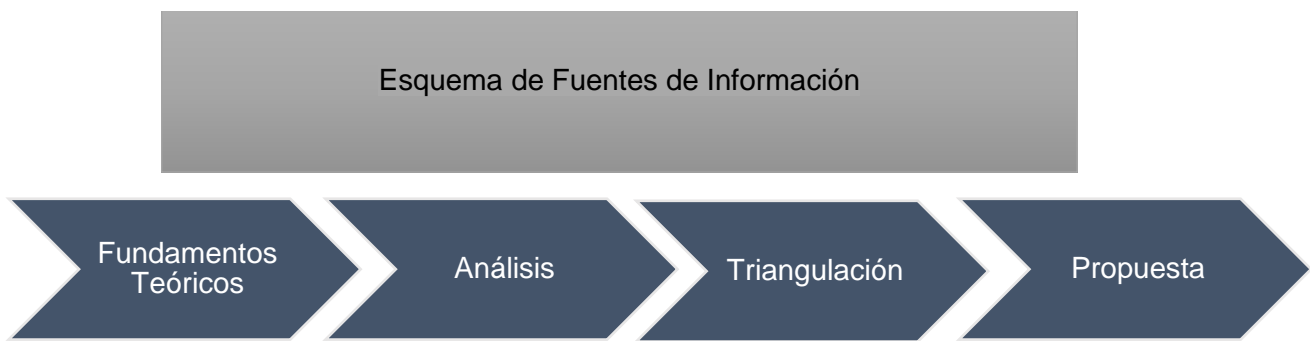 Esquema de Fuentes de Información
Fundamentos
Teóricos
Análisis
Triangulación
Propuesta